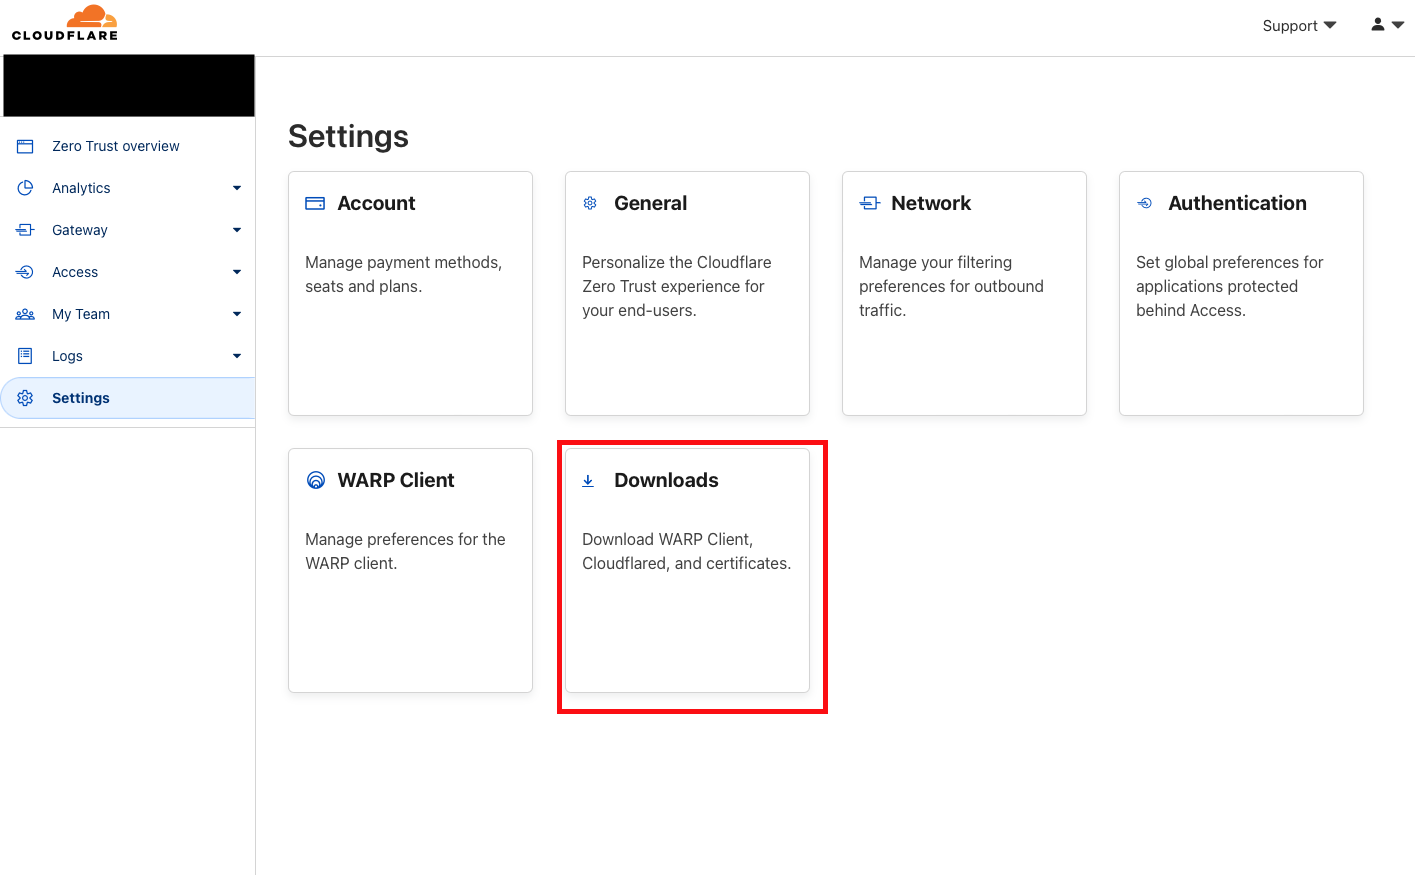 CLOUDFLARE
Support
Zero Trust overview
Analytics
Gateway
Access
My Team
Logs
Settings
Settings
Account
Manage payment methods,
seats and plans.
General
Personalize the Cloudflare
Zero Trust experience for
your end-users.
Network
Manage your filtering
preferences for outbound
traffic.
Authentication
Set global preferences for
applications protected
behind Access.
WARP Client
Manage preferences for the
WARP client.
Downloads
Download WARP Client,
Cloudflared, and certificates.